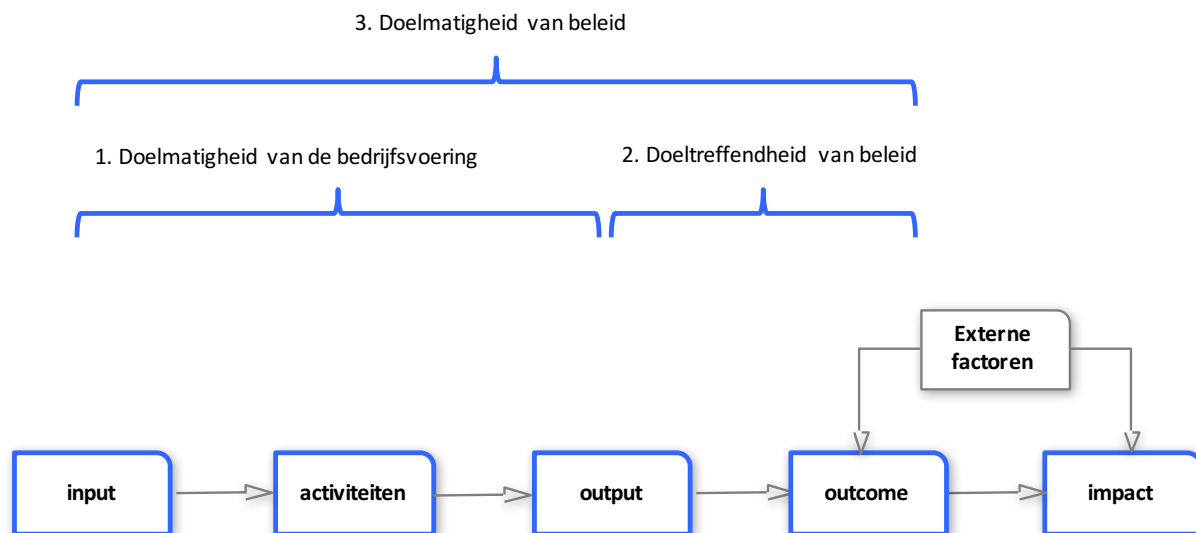 3. Doelmatigheid van beleid
1. Doelmatigheid van de bedrijfsvoering
2. Doeltreffendheid van beleid
Externe
factoren
input
activiteiten
output
outcome
impact